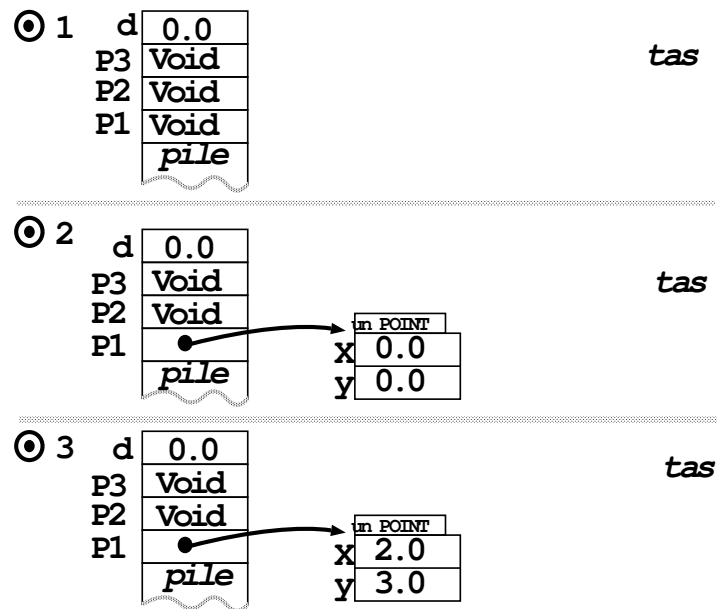 1 d 0.0
P3 Void tas
P2 Void
P1 Void
pile
2 d 0.0
P3 Void tas
P2 Void un POINT
P1 x 0.0
pile y 0.0
3 d 0.0
P3 Void tas
P2 Void un POINT
P1 x 2.0
pile y 3.0